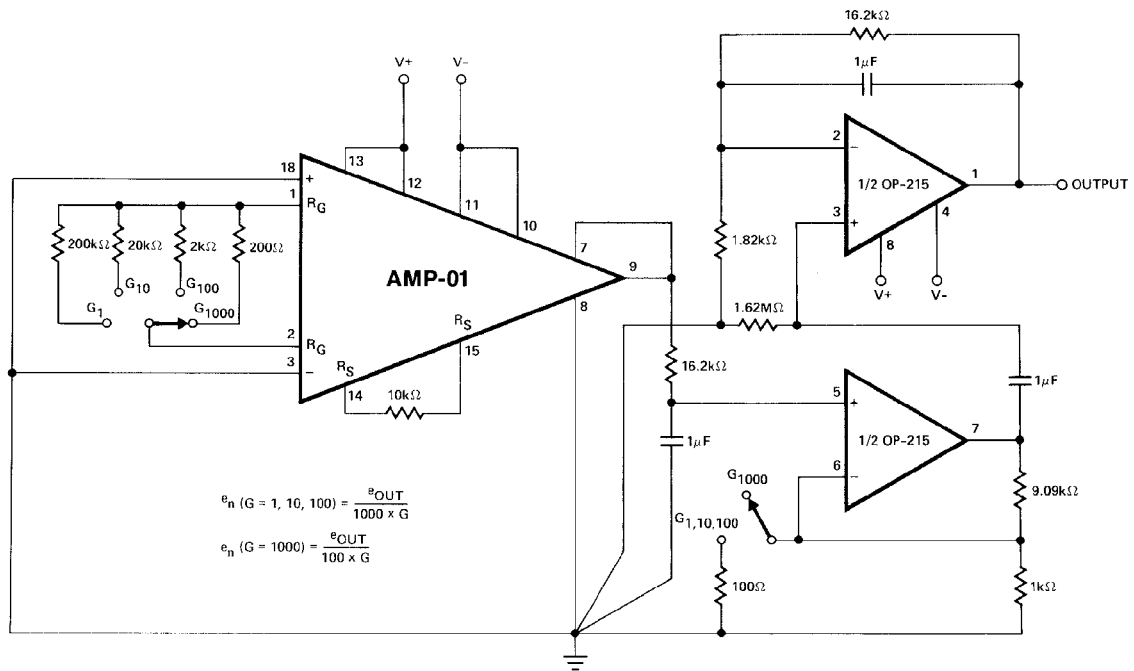 16.2kΩ
1μF
V+
V-
13
12
11
10
18
+
1
RG
200kΩ
20kΩ
2kΩ
200Ω
G10
G100
G1
G1000
2
RG
3
−
AMP-01
RS
15
RS
14
10kΩ
7
9
8
2
−
1/2 OP-215
1
OUTPUT
3
+
4
8
V+
V-
1.82kΩ
1.62MΩ
16.2kΩ
1μF
1μF
5
+
1/2 OP-215
7
6
−
G1000
G1,10,100
9.09kΩ
100Ω
1kΩ
en (G = 1, 10, 100) = eOUT / 1000 x G
en (G = 1000) = eOUT / 100 x G